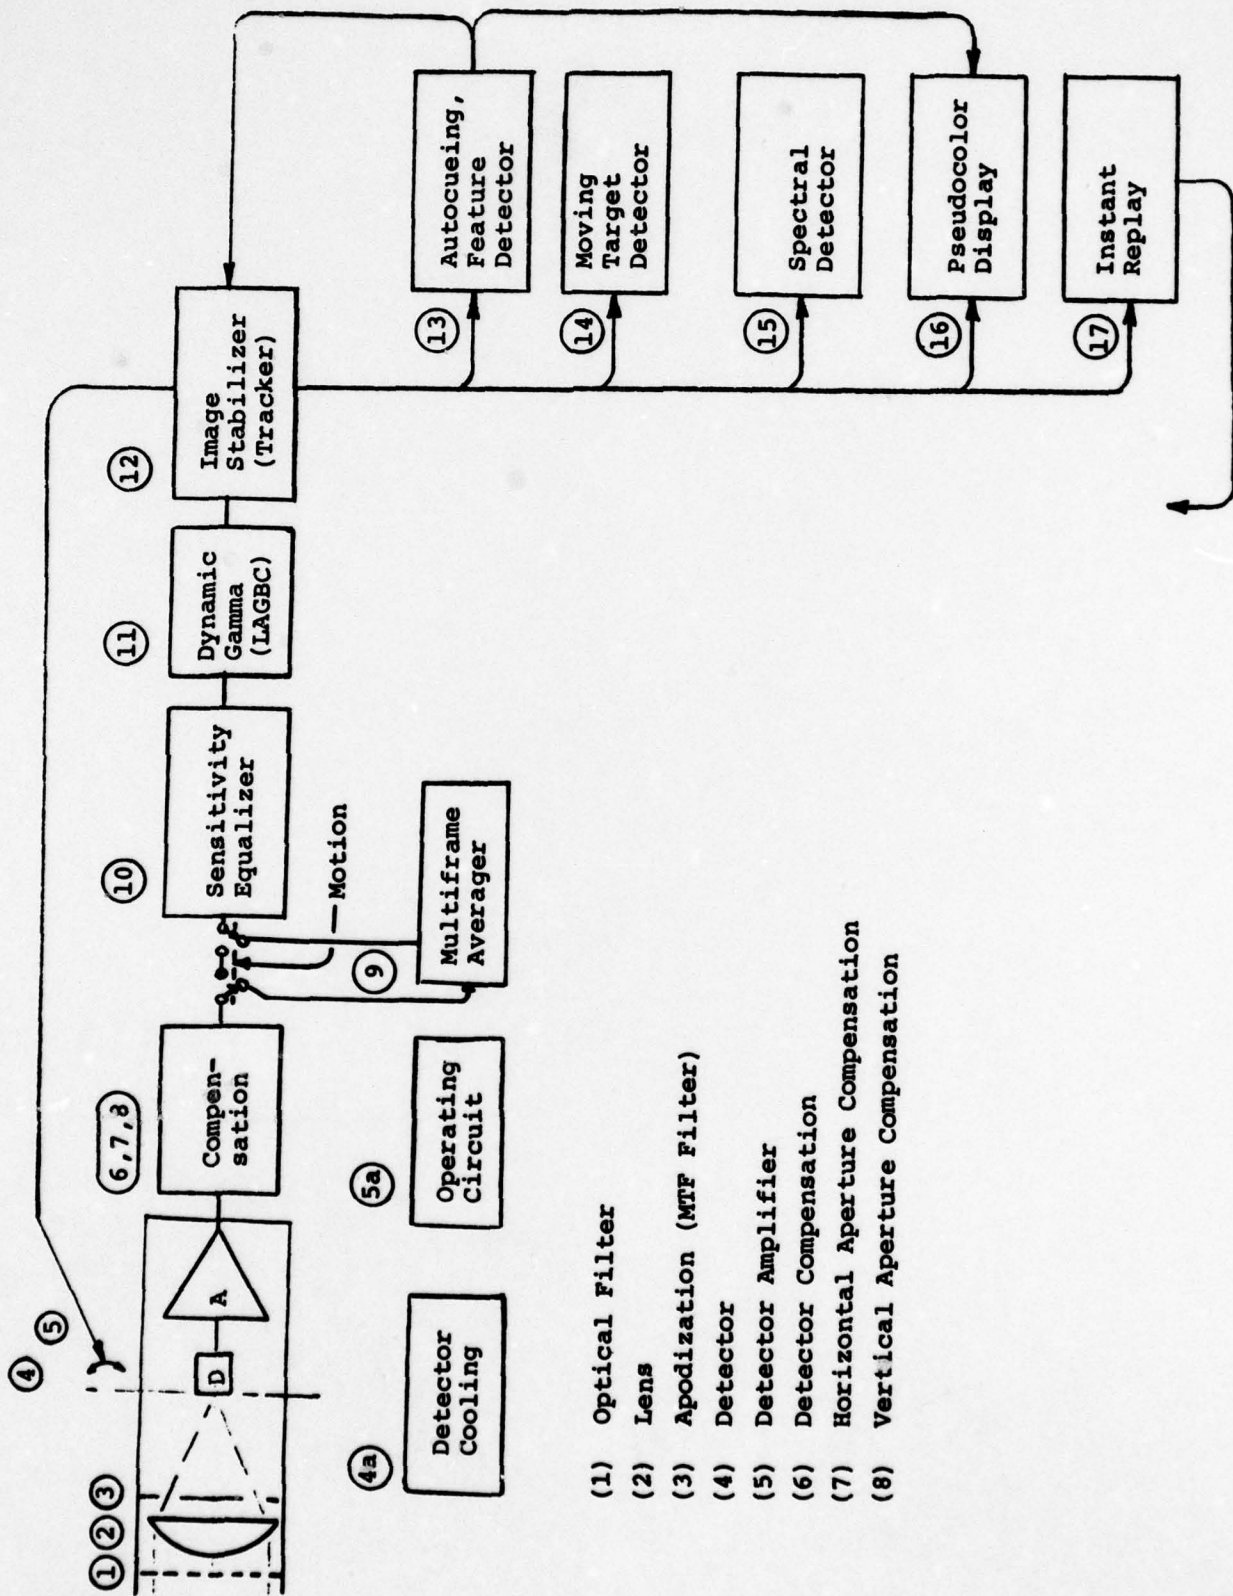 1 2 3
4
5
D
A
6,7,8
Compen-
sation
9
Motion
10
Sensitivity
Equalizer
11
Dynamic
Gamma
(LAGBC)
12
Image
Stabilizer
(Tracker)
4a
Detector
Cooling
5a
Operating
Circuit
Multiframe
Averager
13
Autocueing,
Feature
Detector
14
Moving
Target
Detector
15
Spectral
Detector
16
Pseudocolor
Display
17
Instant
Replay
(1) Optical Filter
(2) Lens
(3) Apodization (MTF Filter)
(4) Detector
(5) Detector Amplifier
(6) Detector Compensation
(7) Horizontal Aperture Compensation
(8) Vertical Aperture Compensation